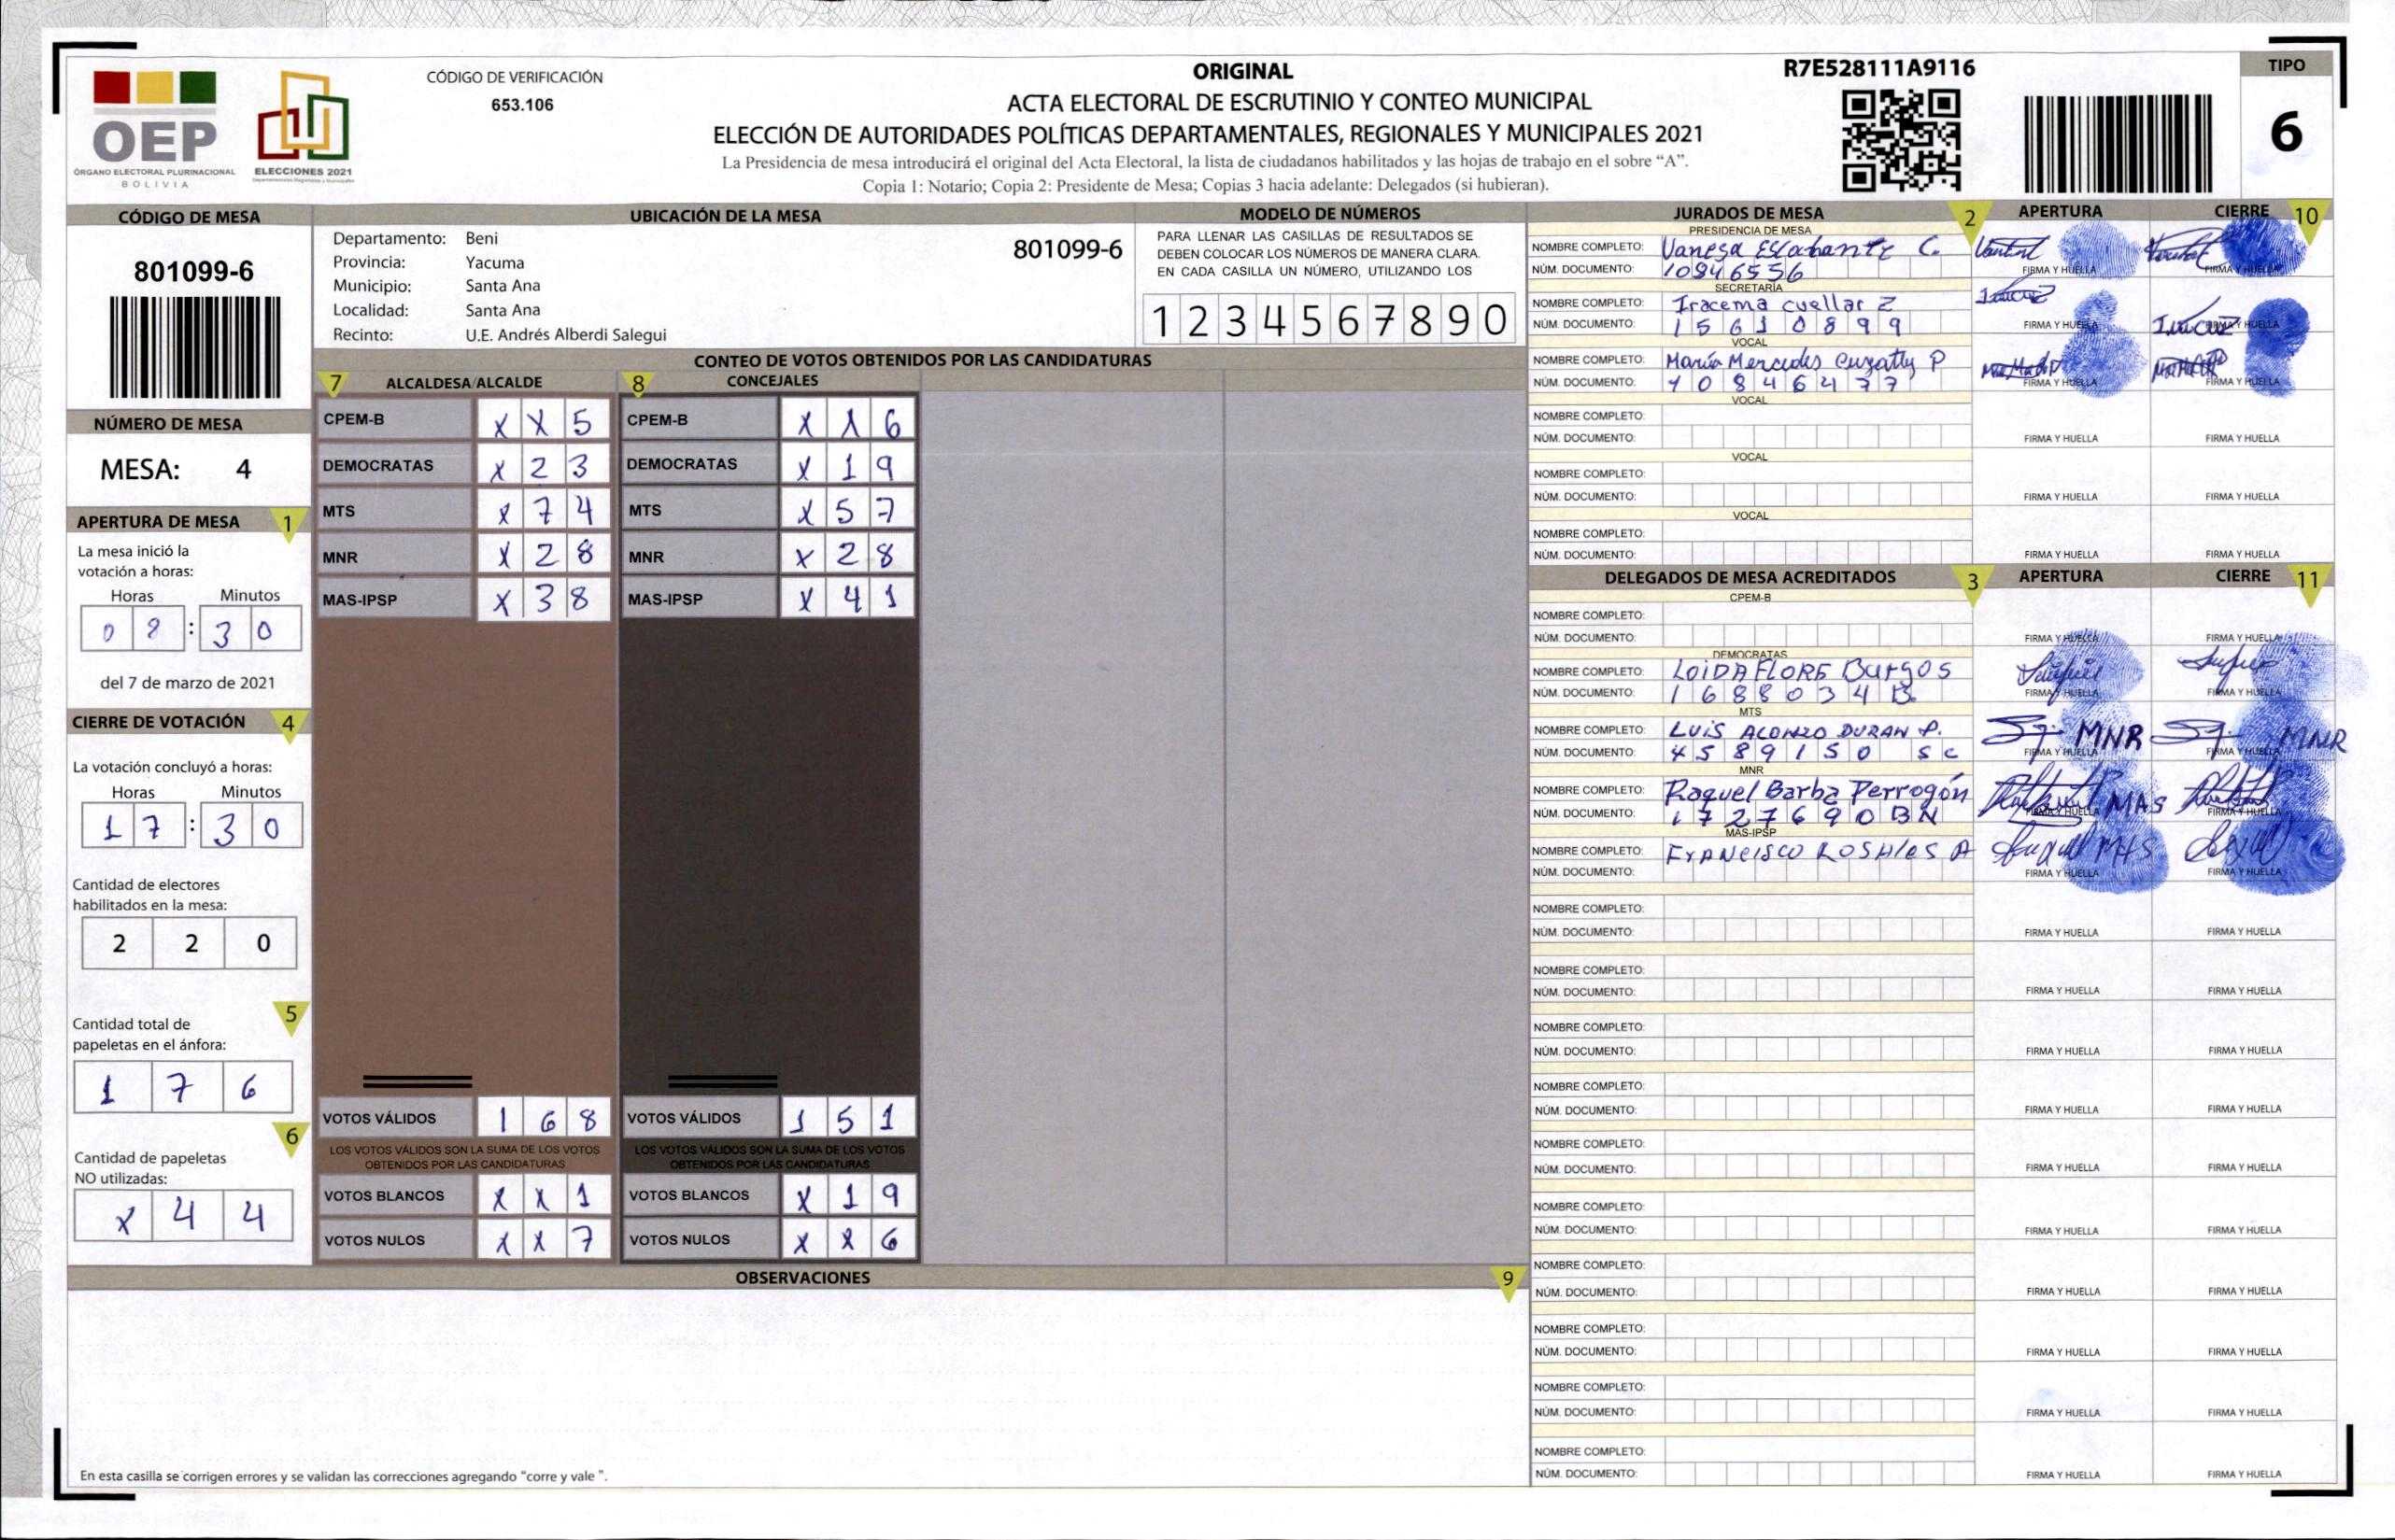 OEP
ÓRGANO ELECTORAL PLURINACIONAL
BOLIVIA
ELECCIONES 2021
CÓDIGO DE VERIFICACIÓN
653.106
ORIGINAL
ACTA ELECTORAL DE ESCRUTINIO Y CONTEO MUNICIPAL
ELECCIÓN DE AUTORIDADES POLÍTICAS DEPARTAMENTALES, REGIONALES Y MUNICIPALES 2021
La Presidencia de mesa introducirá el original del Acta Electoral, la lista de ciudadanos habilitados y las hojas de trabajo en el sobre “A”.
Copia 1: Notario; Copia 2: Presidente de Mesa; Copias 3 hacia adelante: Delegados (si hubieran).
R7E528111A9116
TIPO
6
CÓDIGO DE MESA
801099-6
NÚMERO DE MESA
MESA: 4
APERTURA DE MESA 1
La mesa inició la
votación a horas:
Horas Minutos
08:30
del 7 de marzo de 2021
CIERRE DE VOTACIÓN 4
La votación concluyó a horas:
Horas Minutos
17:30
Cantidad de electores
habilitados en la mesa:
2 2 0
5
Cantidad total de
papeletas en el ánfora:
1 7 6
6
Cantidad de papeletas
NO utilizadas:
X 4 4
UBICACIÓN DE LA MESA
Departamento: Beni
801099-6
Provincia: Yacuma
Municipio: Santa Ana
Localidad: Santa Ana
Recinto: U.E. Andrés Alberdi Salegui
MODELO DE NÚMEROS
PARA LLENAR LAS CASILLAS DE RESULTADOS SE
DEBEN COLOCAR LOS NÚMEROS DE MANERA CLARA.
EN CADA CASILLA UN NÚMERO, UTILIZANDO LOS
1 2 3 4 5 6 7 8 9 0
CONTEO DE VOTOS OBTENIDOS POR LAS CANDIDATURAS
7 ALCALDESA/ALCALDE 8 CONCEJALES
CPEM-B X X 5 CPEM-B X 1 6
DEMOCRATAS X 2 3 DEMOCRATAS X 1 9
MTS X 7 4 MTS X 5 7
MNR X 2 8 MNR X 2 8
MAS-IPSP X 3 8 MAS-IPSP X 4 1
VOTOS VÁLIDOS 1 6 8 VOTOS VÁLIDOS 1 5 1
LOS VOTOS VÁLIDOS SON LA SUMA DE LOS VOTOS LOS VOTOS VÁLIDOS SON LA SUMA DE LOS VOTOS
OBTENIDOS POR LAS CANDIDATURAS OBTENIDOS POR LAS CANDIDATURAS
VOTOS BLANCOS X X 1 VOTOS BLANCOS X 1 9
VOTOS NULOS X X 7 VOTOS NULOS X X 6
OBSERVACIONES 9
En esta casilla se corrigen errores y se validan las correcciones agregando “corre y vale ”.
JURADOS DE MESA 2 APERTURA CIERRE 10
PRESIDENCIA DE MESA
NOMBRE COMPLETO: Vanesa C.
NÚM. DOCUMENTO: 10846556 FIRMA Y HUELLA FIRMA Y HUELLA
SECRETARÍA
NOMBRE COMPLETO: Iracema cuellar Z
NÚM. DOCUMENTO: 15610899 FIRMA Y HUELLA FIRMA Y HUELLA
VOCAL
NOMBRE COMPLETO: María Mercedes P
NÚM. DOCUMENTO: 10846477 FIRMA Y HUELLA FIRMA Y HUELLA
VOCAL
NOMBRE COMPLETO:
NÚM. DOCUMENTO: FIRMA Y HUELLA FIRMA Y HUELLA
VOCAL
NOMBRE COMPLETO:
NÚM. DOCUMENTO: FIRMA Y HUELLA FIRMA Y HUELLA
VOCAL
NOMBRE COMPLETO:
NÚM. DOCUMENTO: FIRMA Y HUELLA FIRMA Y HUELLA
DELEGADOS DE MESA ACREDITADOS 3 APERTURA CIERRE 11
CPEM-B
NOMBRE COMPLETO:
NÚM. DOCUMENTO: FIRMA Y HUELLA FIRMA Y HUELLA
DEMOCRATAS
NOMBRE COMPLETO: LOIDA FLORE Burgos
NÚM. DOCUMENTO: 1688034 B FIRMA Y HUELLA FIRMA Y HUELLA
MTS
NOMBRE COMPLETO: LUIS ALONZO DURAN P. MNR MNR
NÚM. DOCUMENTO: 4589150 SC FIRMA Y HUELLA FIRMA Y HUELLA
MNR
NOMBRE COMPLETO: Raquel Barba Perrogón MAS
NÚM. DOCUMENTO: 1727690BN FIRMA Y HUELLA FIRMA Y HUELLA
MAS-IPSP
NOMBRE COMPLETO: FrANcISCO ROSAles A MAS
NÚM. DOCUMENTO: FIRMA Y HUELLA FIRMA Y HUELLA
NOMBRE COMPLETO:
NÚM. DOCUMENTO: FIRMA Y HUELLA FIRMA Y HUELLA
NOMBRE COMPLETO:
NÚM. DOCUMENTO: FIRMA Y HUELLA FIRMA Y HUELLA
NOMBRE COMPLETO:
NÚM. DOCUMENTO: FIRMA Y HUELLA FIRMA Y HUELLA
NOMBRE COMPLETO:
NÚM. DOCUMENTO: FIRMA Y HUELLA FIRMA Y HUELLA
NOMBRE COMPLETO:
NÚM. DOCUMENTO: FIRMA Y HUELLA FIRMA Y HUELLA
NOMBRE COMPLETO:
NÚM. DOCUMENTO: FIRMA Y HUELLA FIRMA Y HUELLA
NOMBRE COMPLETO:
NÚM. DOCUMENTO: FIRMA Y HUELLA FIRMA Y HUELLA
NOMBRE COMPLETO:
NÚM. DOCUMENTO: FIRMA Y HUELLA FIRMA Y HUELLA
NOMBRE COMPLETO:
NÚM. DOCUMENTO: FIRMA Y HUELLA FIRMA Y HUELLA
NOMBRE COMPLETO:
NÚM. DOCUMENTO: FIRMA Y HUELLA FIRMA Y HUELLA